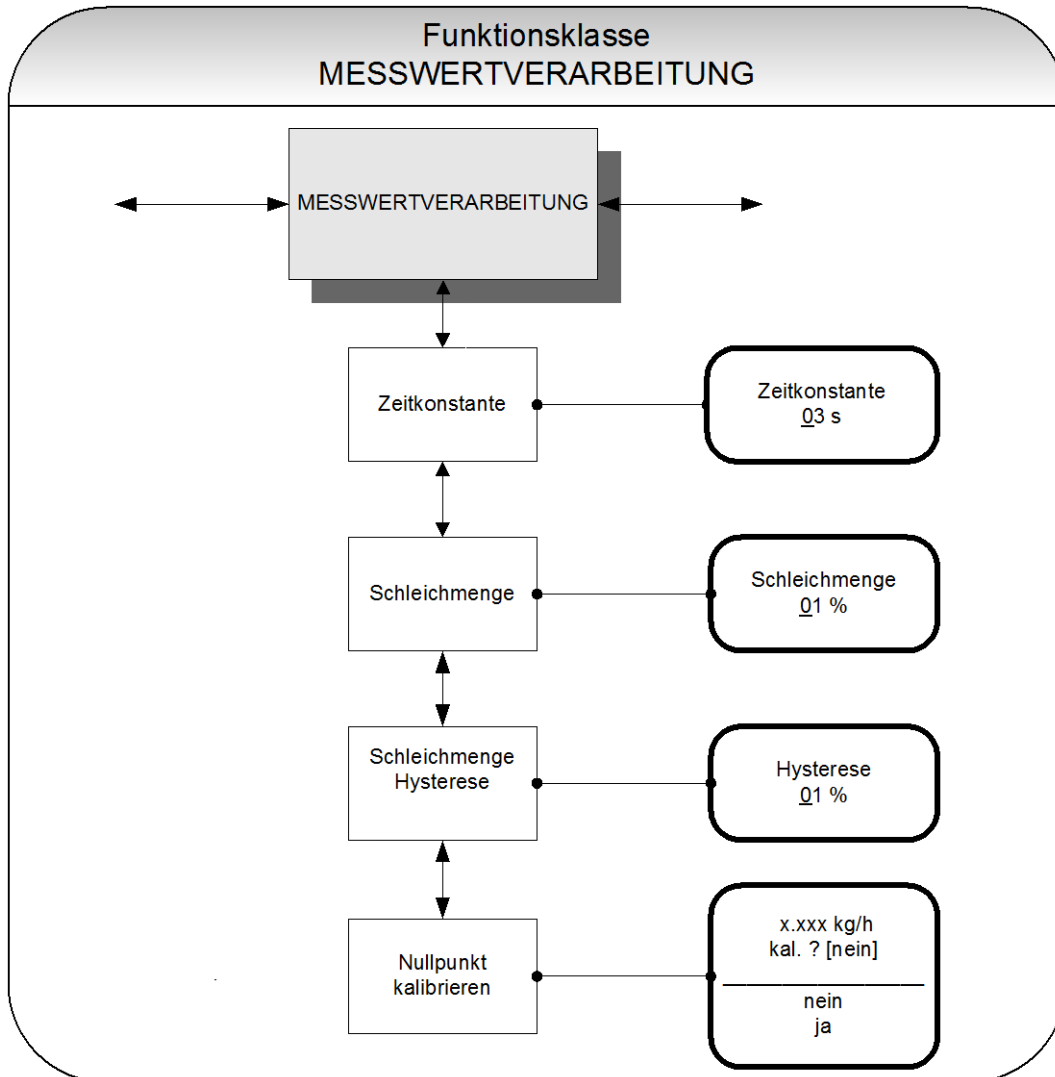 Funktionsklasse
MESSWERTVERARBEITUNG
MESSWERTVERARBEITUNG
Zeitkonstante
Zeitkonstante
03 s
Schleichmenge
Schleichmenge
01 %
Schleichmenge
Hysterese
Hysterese
01 %
Nullpunkt
kalibrieren
x.xxx kg/h
kal. ? [nein]
nein
ja